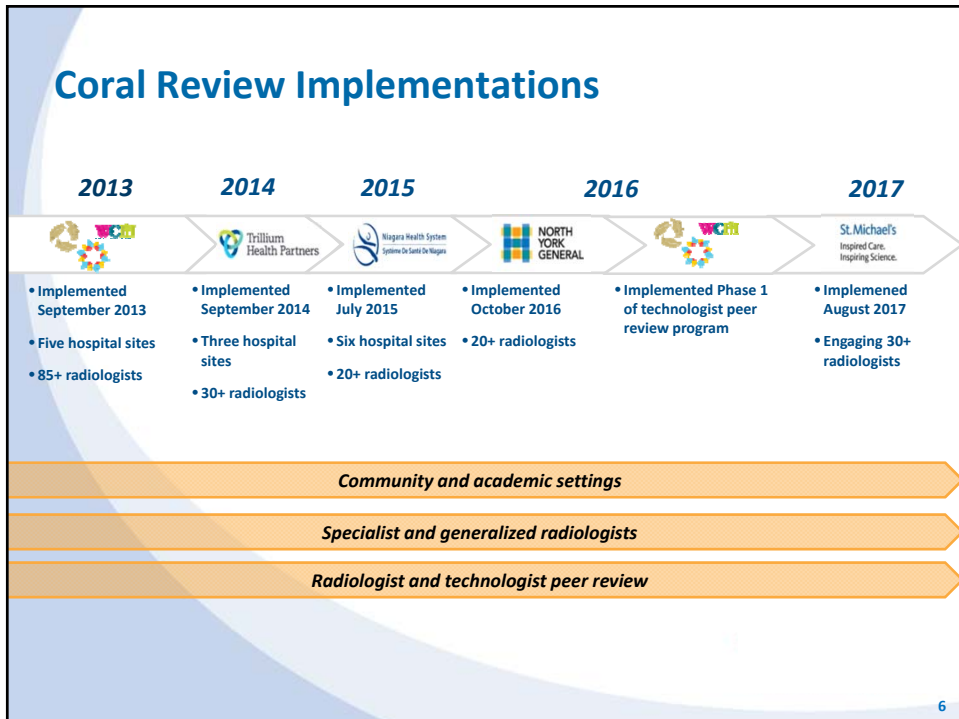 Coral Review Implementations
2013
2014
2015
2016
2017
WCH
Trillium
Health Partners
Niagara Health System
Système De Santé De Niagara
NORTH
YORK
GENERAL
WCH
St.Michael's
Inspired Care.
Inspiring Science.
• Implemented
September 2013
• Five hospital sites
• 85+ radiologists
• Implemented
September 2014
• Three hospital
sites
• 30+ radiologists
• Implemented
July 2015
• Six hospital sites
• 20+ radiologists
• Implemented
October 2016
• 20+ radiologists
• Implemented Phase 1
of technologist peer
review program
• Implemened
August 2017
• Engaging 30+
radiologists
Community and academic settings
Specialist and generalized radiologists
Radiologist and technologist peer review
6